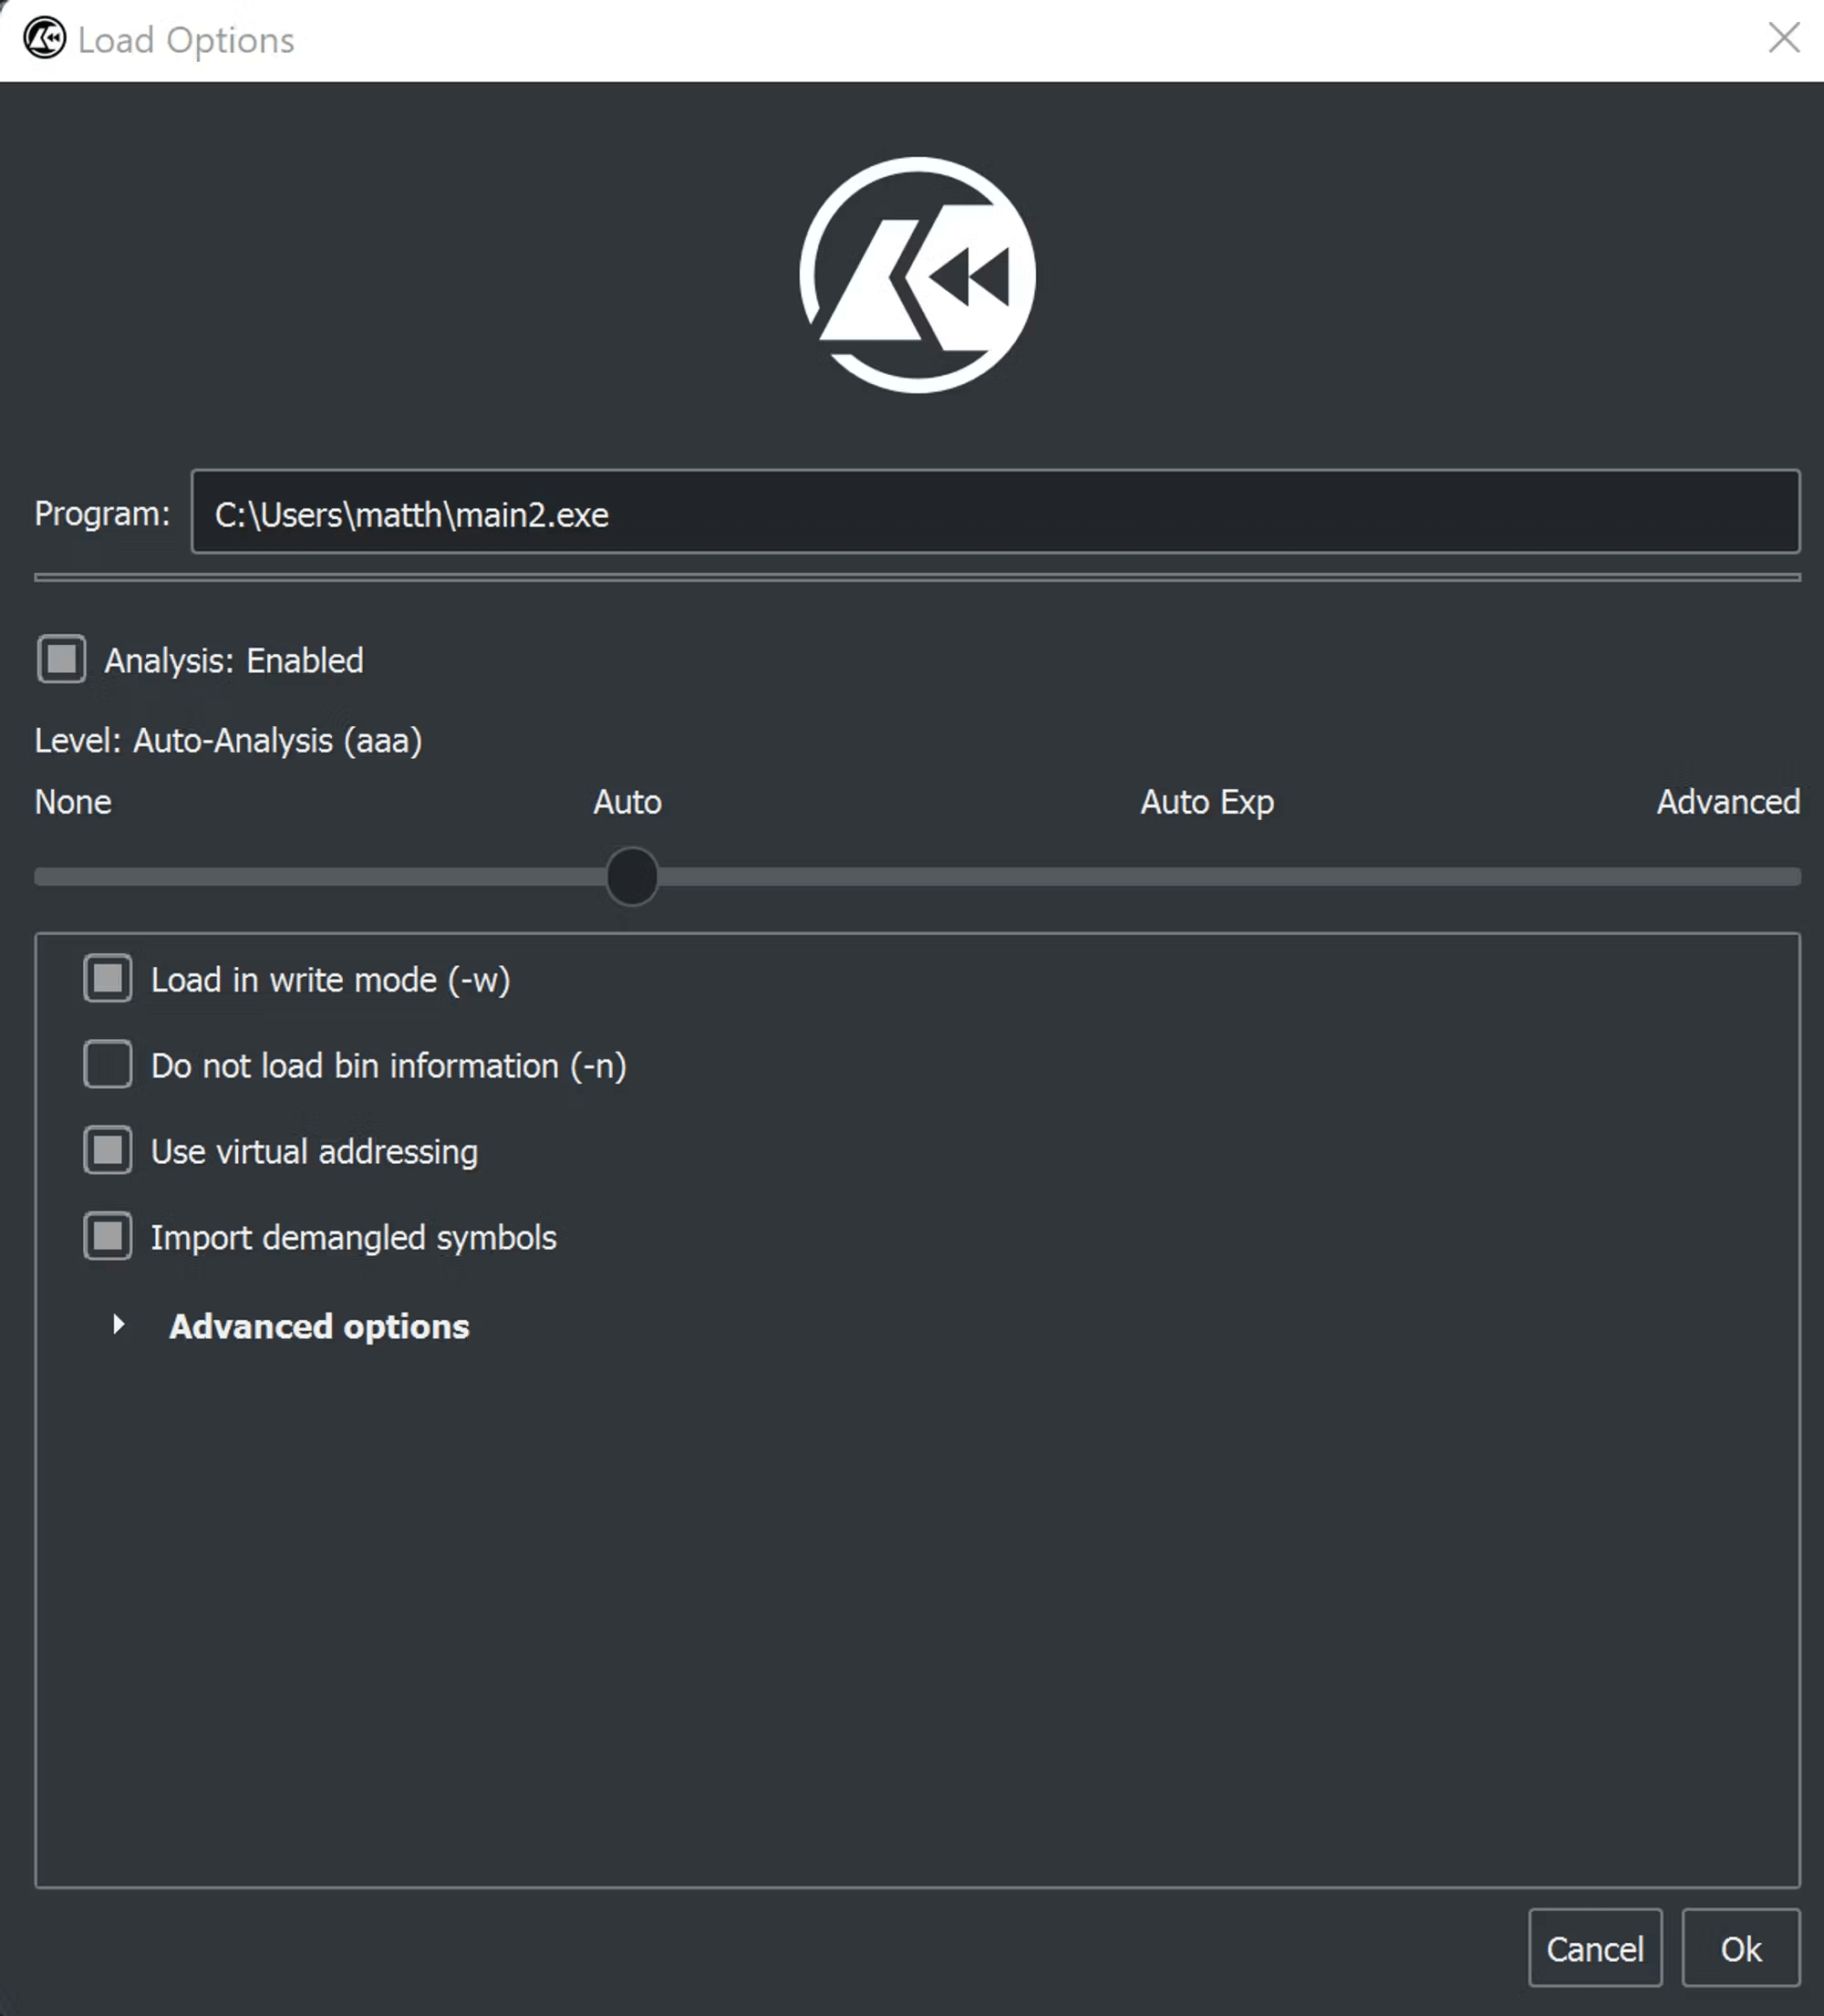 Load Options
Program: C:\Users\matth\main2.exe
Analysis: Enabled
Level: Auto-Analysis (aaa)
None Auto Auto Exp Advanced
Load in write mode (-w)
Do not load bin information (-n)
Use virtual addressing
Import demangled symbols
Advanced options
Cancel Ok